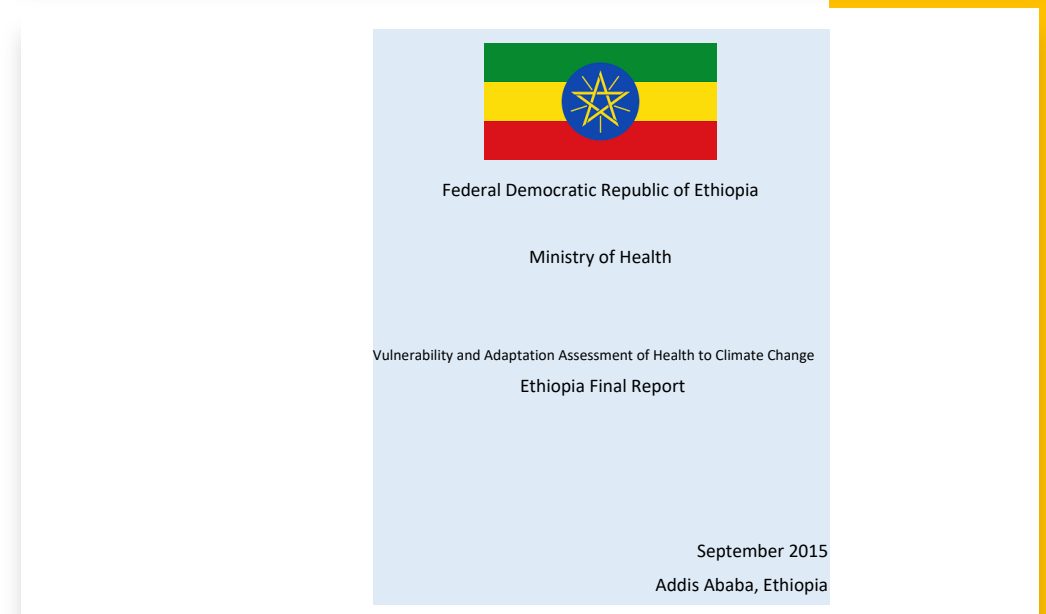 Federal Democratic Republic of Ethiopia
Ministry of Health
Vulnerability and Adaptation Assessment of Health to Climate Change
Ethiopia Final Report
September 2015
Addis Ababa, Ethiopia